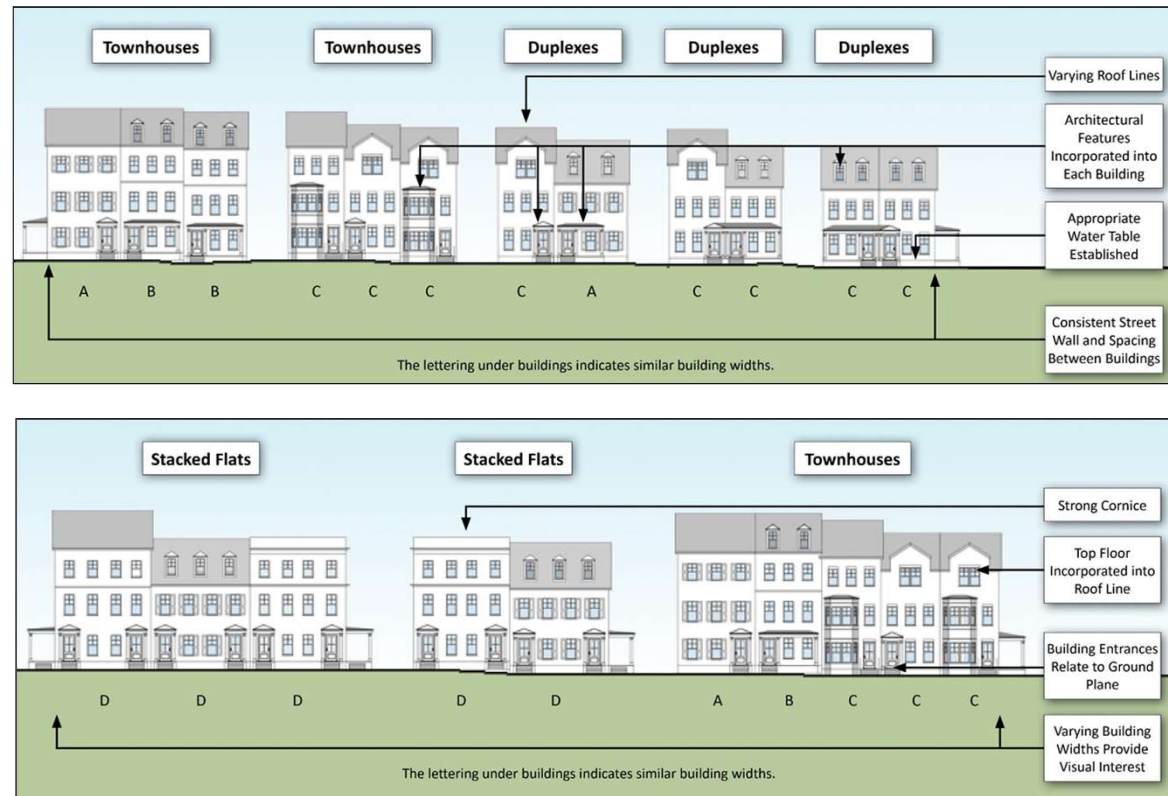 Townhouses
Townhouses
Duplexes
Duplexes
Duplexes
Varying Roof Lines
Architectural
Features
Incorporated into
Each Building
Appropriate
Water Table
Established
A B B C C C C A C C C C
Consistent Street
Wall and Spacing
Between Buildings
The lettering under buildings indicates similar building widths.
Stacked Flats
Stacked Flats
Townhouses
Strong Cornice
Top Floor
Incorporated into
Roof Line
Building Entrances
Relate to Ground
Plane
D D D D D A B C C C
Varying Building
Widths Provide
Visual Interest
The lettering under buildings indicates similar building widths.